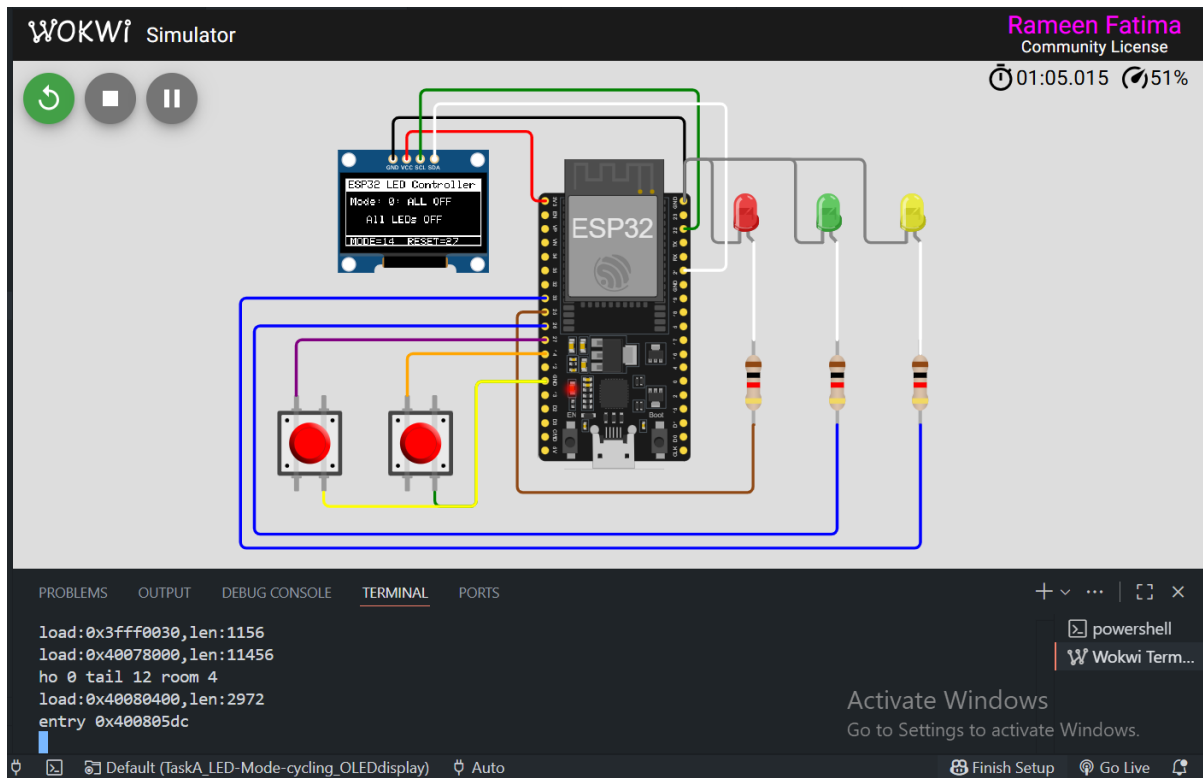 WOKWi Simulator
Rameen Fatima
Community License
01:05.015 51%
GND VCC SCL SDA
ESP32 LED Controller
Mode: 0: ALL OFF
All LEDs OFF
MODE=14 RESET=27
ESP32
EN Boot
PROBLEMS OUTPUT DEBUG CONSOLE TERMINAL PORTS
load:0x3fff0030,len:1156
load:0x40078000,len:11456
ho 0 tail 12 room 4
load:0x40080400,len:2972
entry 0x400805dc
powershell
Wokwi Term...
Activate Windows
Go to Settings to activate Windows.
Default (TaskA_LED-Mode-cycling_OLEDdisplay) Auto Finish Setup Go Live